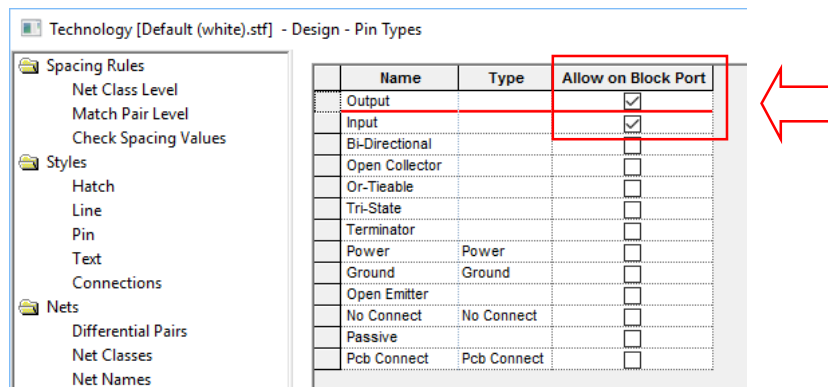 Technology [Default (white).stf] - Design - Pin Types
Spacing Rules
Net Class Level
Match Pair Level
Check Spacing Values
Styles
Hatch
Line
Pin
Text
Connections
Nets
Differential Pairs
Net Classes
Net Names
Name Type Allow on Block Port
Output
Input
Bi-Directional
Open Collector
Or-Tieable
Tri-State
Terminator
Power Power
Ground Ground
Open Emitter
No Connect No Connect
Passive
Pcb Connect Pcb Connect